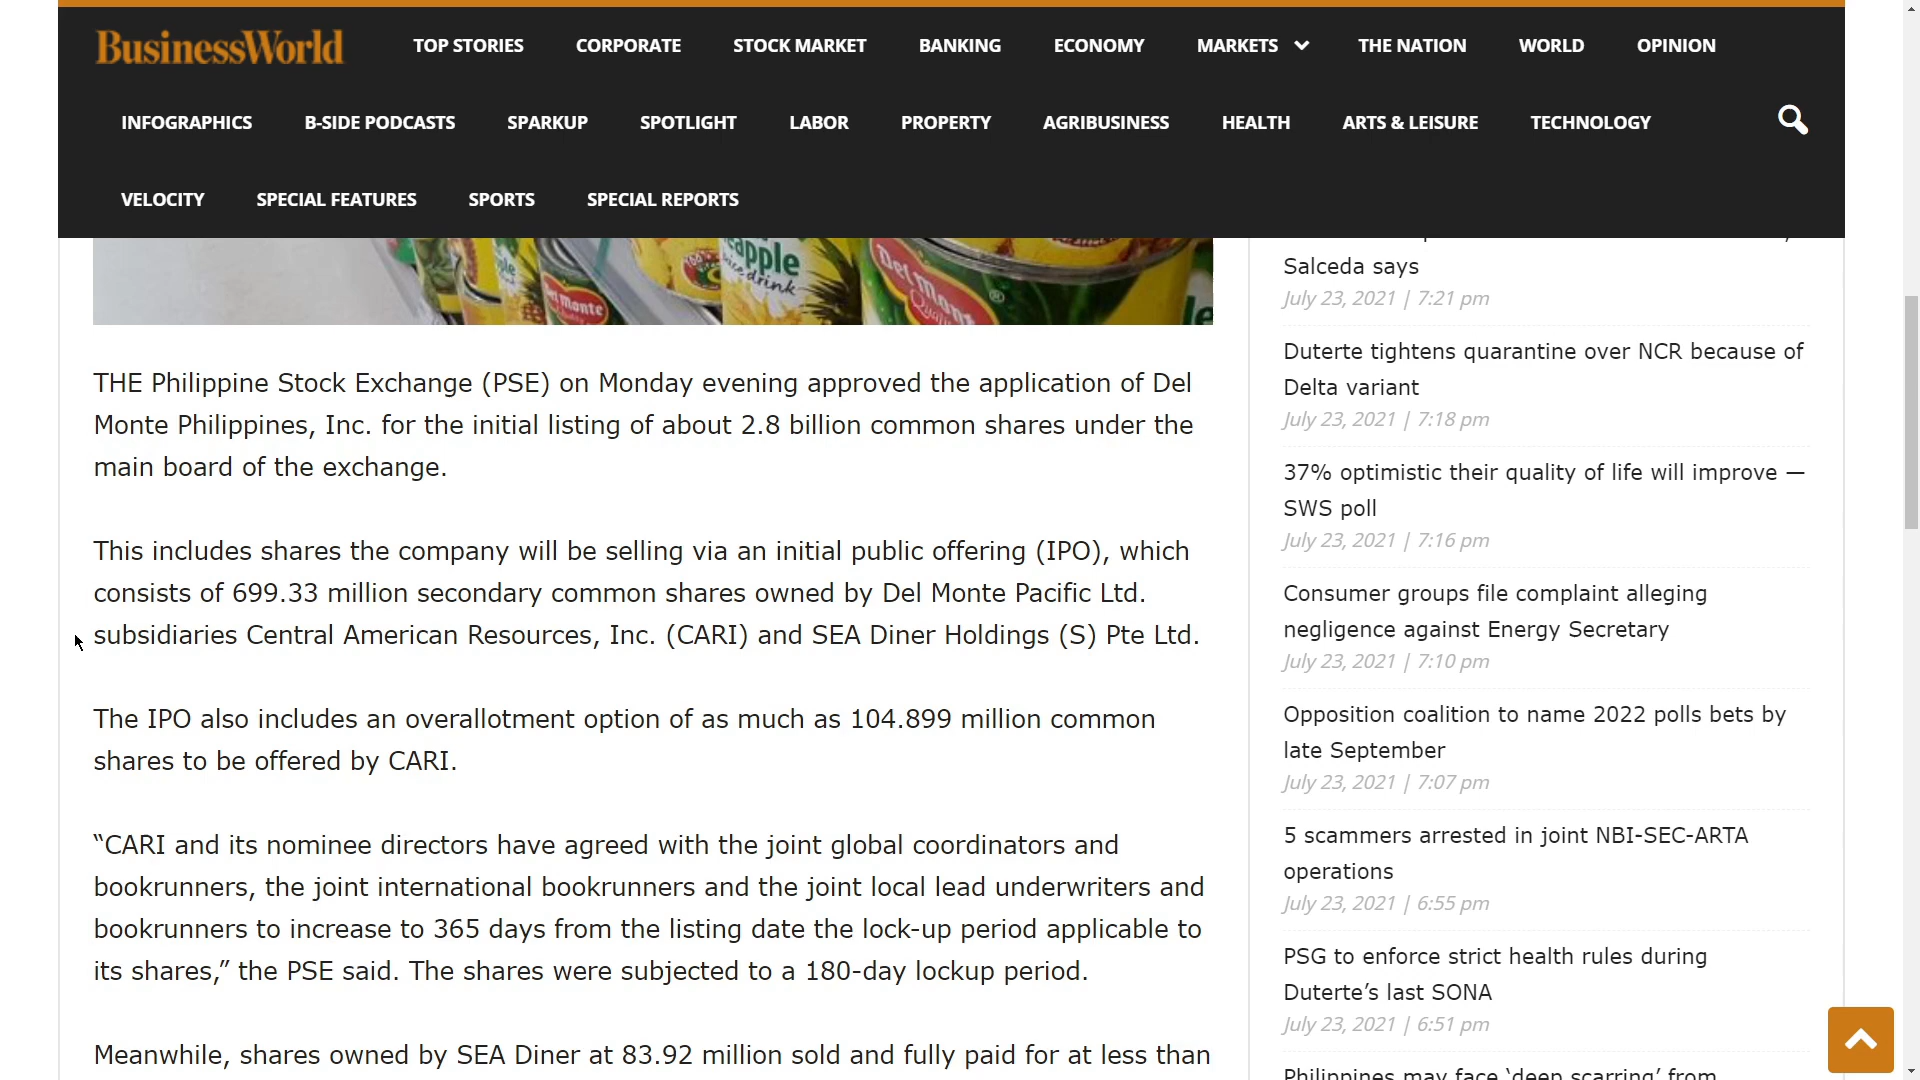 BusinessWorld
TOP STORIES CORPORATE STOCK MARKET BANKING ECONOMY MARKETS THE NATION WORLD OPINION
INFOGRAPHICS B-SIDE PODCASTS SPARKUP SPOTLIGHT LABOR PROPERTY AGRIBUSINESS HEALTH ARTS & LEISURE TECHNOLOGY
VELOCITY SPECIAL FEATURES SPORTS SPECIAL REPORTS
apple
drink
Del Monte
Del Monte
Quality
THE Philippine Stock Exchange (PSE) on Monday evening approved the application of Del
Monte Philippines, Inc. for the initial listing of about 2.8 billion common shares under the
main board of the exchange.
This includes shares the company will be selling via an initial public offering (IPO), which
consists of 699.33 million secondary common shares owned by Del Monte Pacific Ltd.
subsidiaries Central American Resources, Inc. (CARI) and SEA Diner Holdings (S) Pte Ltd.
The IPO also includes an overallotment option of as much as 104.899 million common
shares to be offered by CARI.
“CARI and its nominee directors have agreed with the joint global coordinators and
bookrunners, the joint international bookrunners and the joint local lead underwriters and
bookrunners to increase to 365 days from the listing date the lock-up period applicable to
its shares,” the PSE said. The shares were subjected to a 180-day lockup period.
Meanwhile, shares owned by SEA Diner at 83.92 million sold and fully paid for at less than
Salceda says
July 23, 2021 | 7:21 pm
Duterte tightens quarantine over NCR because of
Delta variant
July 23, 2021 | 7:18 pm
37% optimistic their quality of life will improve —
SWS poll
July 23, 2021 | 7:16 pm
Consumer groups file complaint alleging
negligence against Energy Secretary
July 23, 2021 | 7:10 pm
Opposition coalition to name 2022 polls bets by
late September
July 23, 2021 | 7:07 pm
5 scammers arrested in joint NBI-SEC-ARTA
operations
July 23, 2021 | 6:55 pm
PSG to enforce strict health rules during
Duterte’s last SONA
July 23, 2021 | 6:51 pm
Philippines may face ‘deep scarring’ from